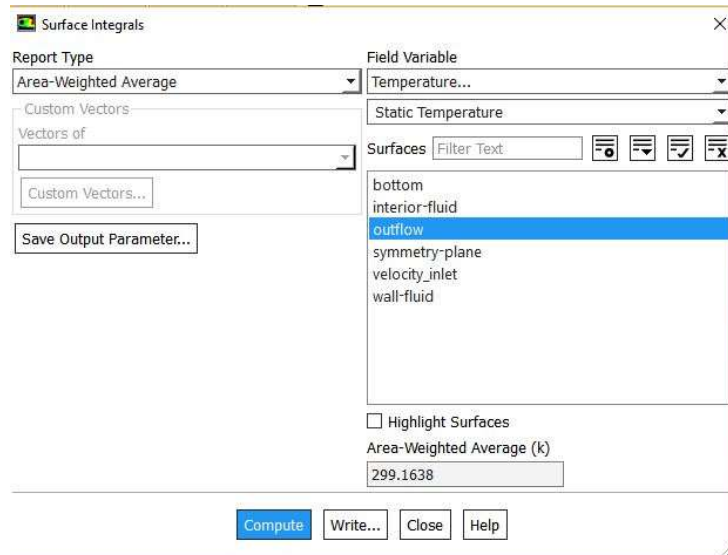 Surface Integrals
Report Type
Area-Weighted Average
Custom Vectors
Vectors of
Custom Vectors...
Save Output Parameter...
Field Variable
Temperature...
Static Temperature
Surfaces Filter Text
bottom
interior-fluid
outflow
symmetry-plane
velocity_inlet
wall-fluid
Highlight Surfaces
Area-Weighted Average (k)
299.1638
Compute Write... Close Help